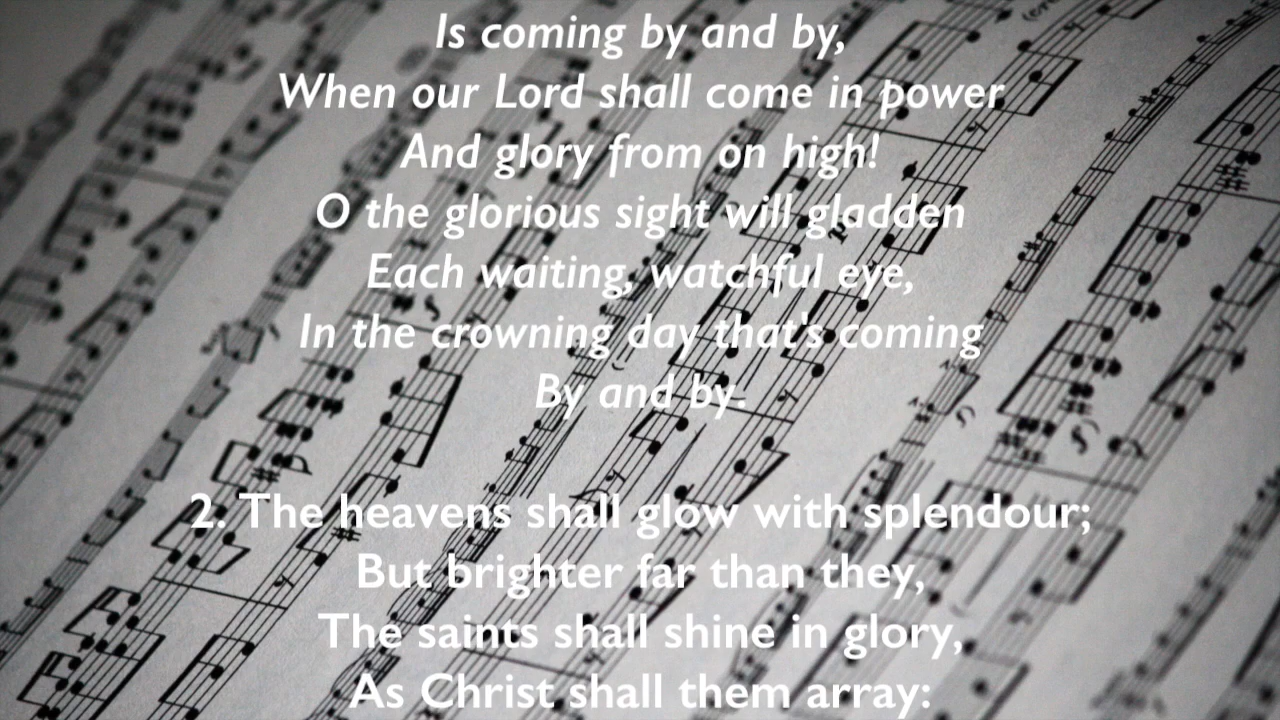 Is coming by and by,
When our Lord shall come in power
And glory from on high!
O the glorious sight will gladden
Each waiting, watchful eye,
In the crowning day that's coming
By and by.
2. The heavens shall glow with splendour;
But brighter far than they,
The saints shall shine in glory,
As Christ shall them array: